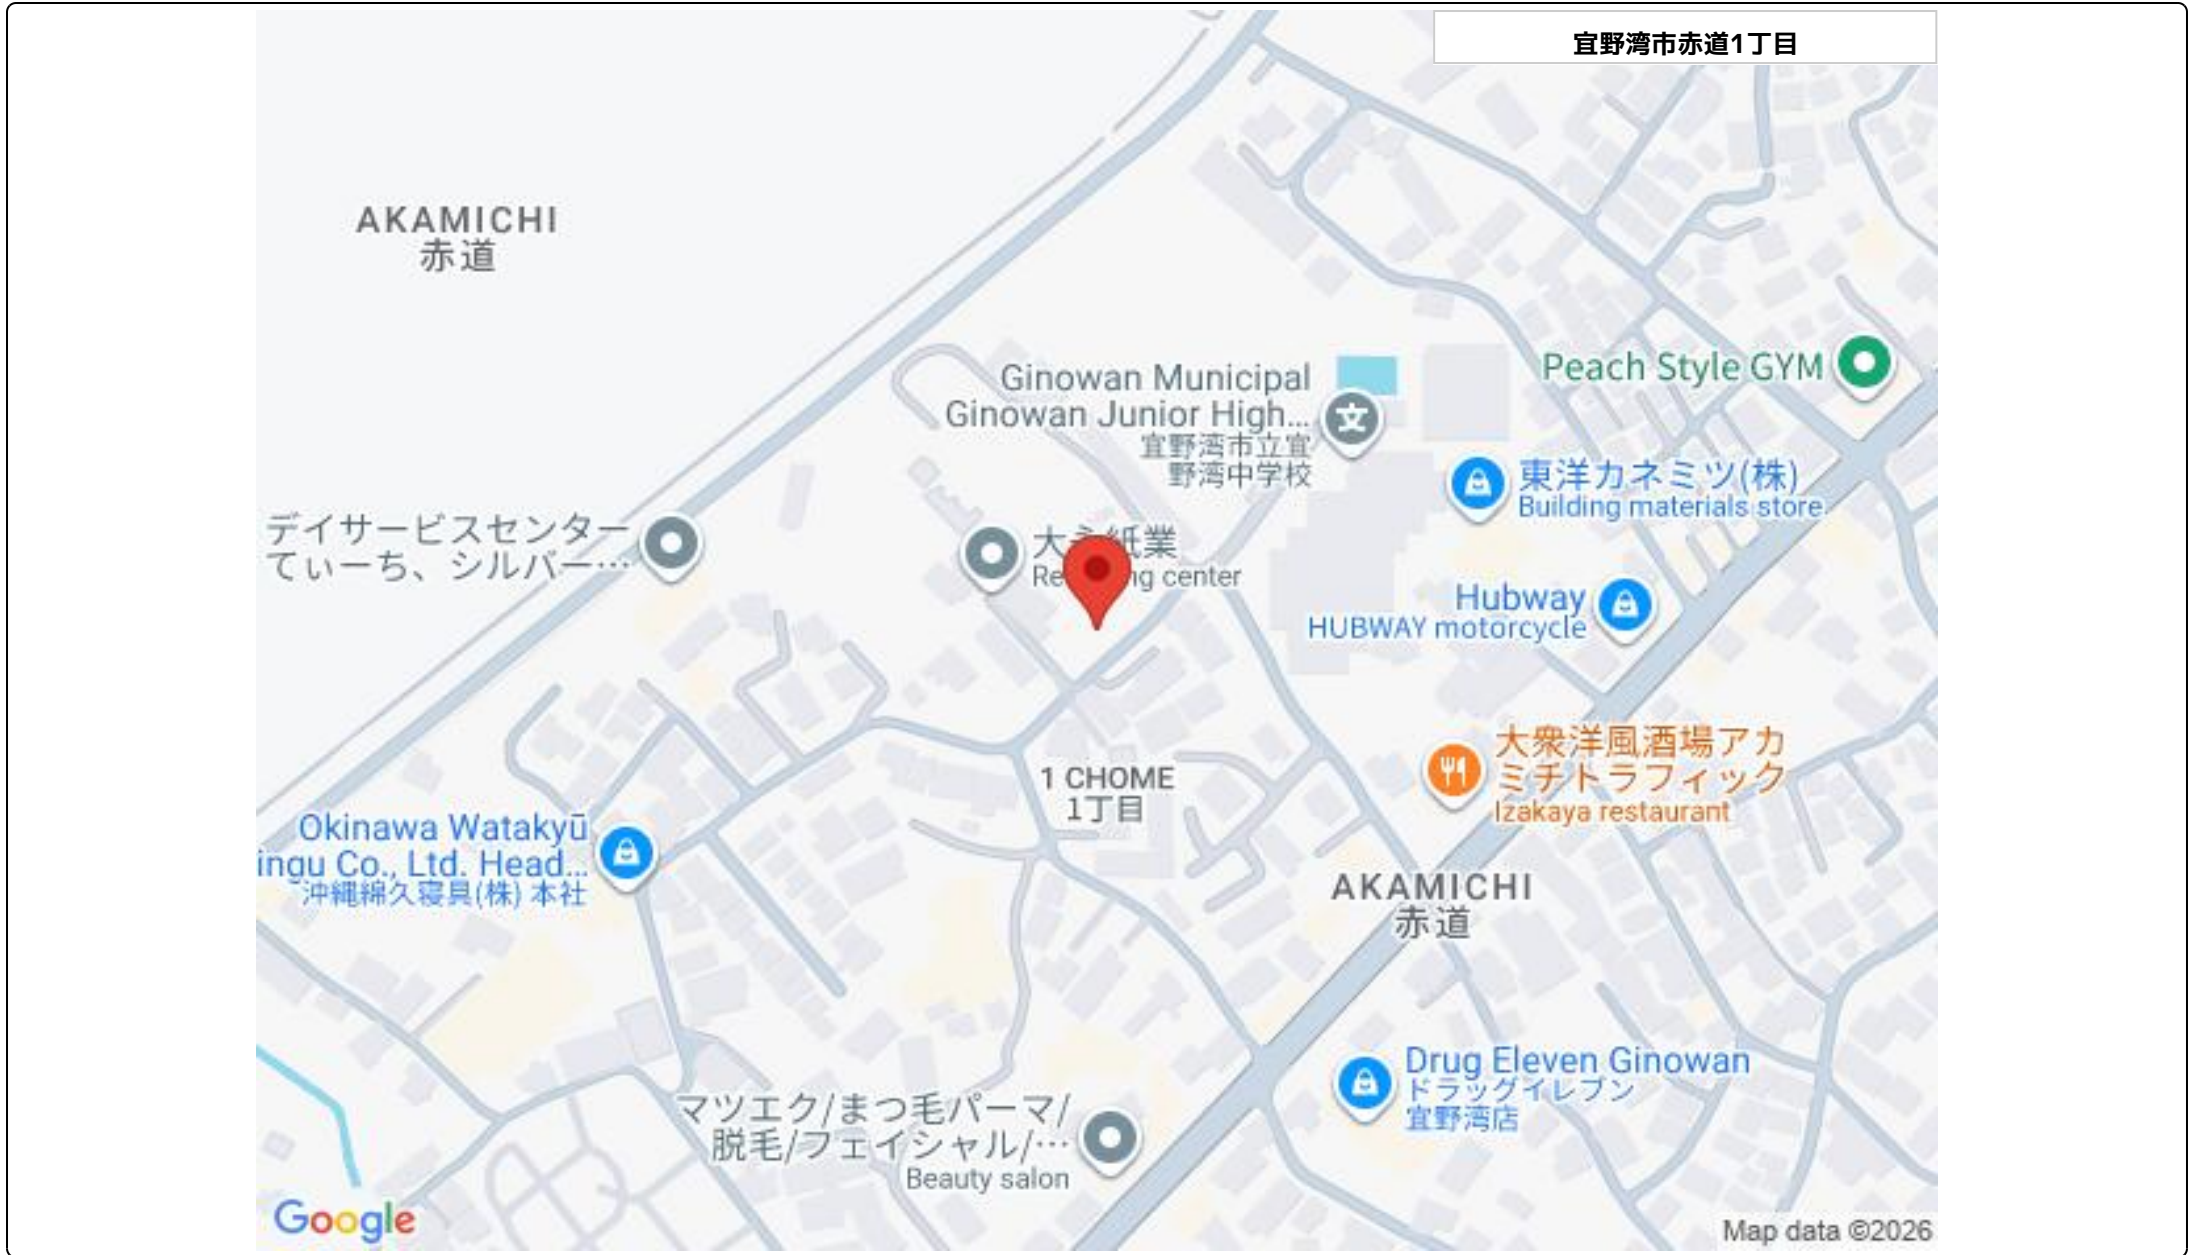 宜野湾市赤道1丁目
AKAMICHI
赤道
Ginowan Municipal
Ginowan Junior High...
宜野湾市立宜
野湾中学校
Peach Style GYM
東洋カネミツ(株)
Building materials store
デイサービスセンター
てぃーち、シルバー…
紙業
center
Hubway
HUBWAY motorcycle
大衆洋風酒場アカ
ミチトラフィック
Izakaya restaurant
1 CHOME
1丁目
Okinawa Watakyū
ingu Co., Ltd. Head...
沖縄綿久寝具(株) 本社
AKAMICHI
赤道
Drug Eleven Ginowan
ドラッグイレブン
宜野湾店
マツエク/まつ毛パーマ/
脱毛/フェイシャル/…
Beauty salon
Google
Map data ©2026